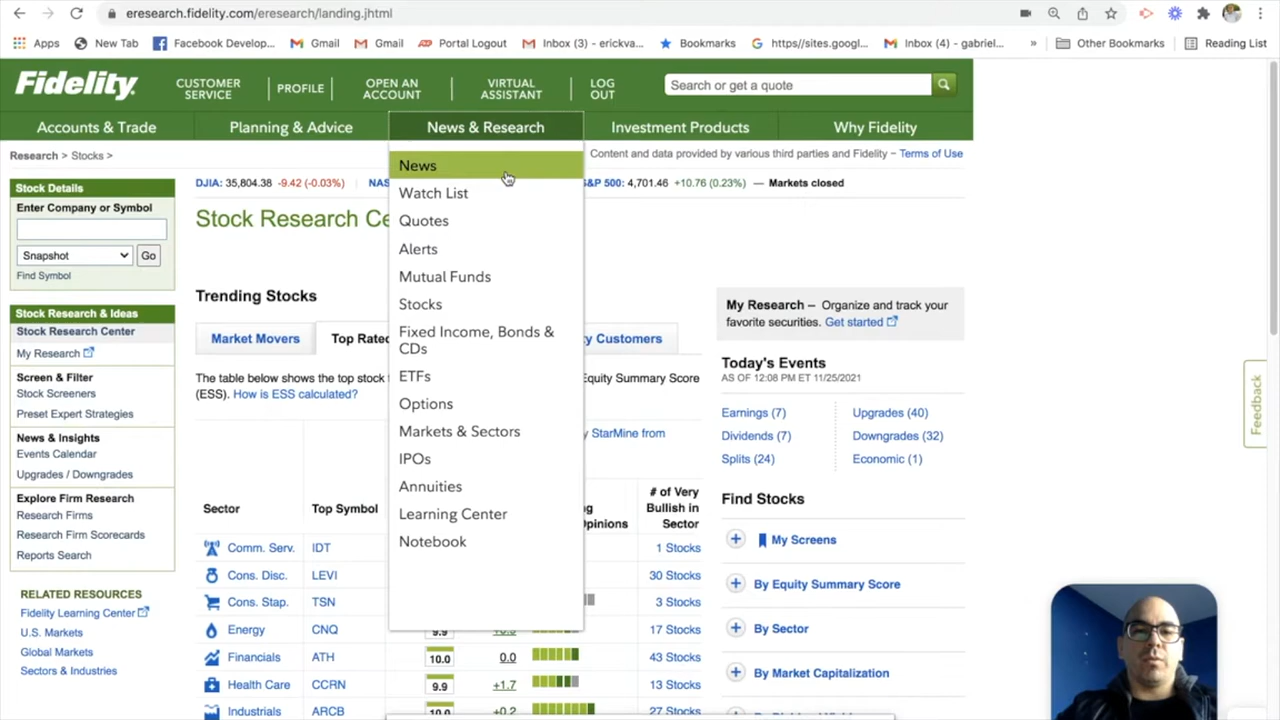 eresearch.fidelity.com/eresearch/landing.jhtml
Apps New Tab Facebook Develop... Gmail Gmail Portal Logout Inbox (3) - erickva... Bookmarks https//sites.googl... Inbox (4) - gabriel... » Other Bookmarks Reading List
Fidelity
CUSTOMER SERVICE
PROFILE
OPEN AN ACCOUNT
VIRTUAL ASSISTANT
LOG OUT
Search or get a quote
Accounts & Trade Planning & Advice News & Research Investment Products Why Fidelity
Research > Stocks >
Content and data provided by various third parties and Fidelity – Terms of Use
DJIA: 35,804.38 -9.42 (-0.03%) NAS
&P 500: 4,701.46 +10.76 (0.23%) — Markets closed
News
Watch List
Quotes
Alerts
Mutual Funds
Stocks
Fixed Income, Bonds &
CDs
ETFs
Options
Markets & Sectors
IPOs
Annuities
Learning Center
Notebook
Stock Details
Enter Company or Symbol
Snapshot Go
Find Symbol
Stock Research & Ideas
Stock Research Center
My Research
Screen & Filter
Stock Screeners
Preset Expert Strategies
News & Insights
Events Calendar
Upgrades / Downgrades
Explore Firm Research
Research Firms
Research Firm Scorecards
Reports Search
RELATED RESOURCES
Fidelity Learning Center
U.S. Markets
Global Markets
Sectors & Industries
Stock Research Ce
Trending Stocks
Market Movers Top Rated y Customers
The table below shows the top stock Equity Summary Score
(ESS). How is ESS calculated?
y StarMine from
Sector Top Symbol
pinions
# of Very
Bullish in
Sector
Comm. Serv. IDT 1 Stocks
Cons. Disc. LEVI 30 Stocks
Cons. Stap. TSN 3 Stocks
Energy CNQ 9.9 17 Stocks
Financials ATH 10.0 0.0 43 Stocks
Health Care CCRN 9.9 +1.7 13 Stocks
Industrials ARCB 10.0 +0.2 27 Stocks
My Research – Organize and track your
favorite securities. Get started
Today's Events
AS OF 12:08 PM ET 11/25/2021
Earnings (7) Upgrades (40)
Dividends (7) Downgrades (32)
Splits (24) Economic (1)
Find Stocks
My Screens
By Equity Summary Score
By Sector
By Market Capitalization
Feedback